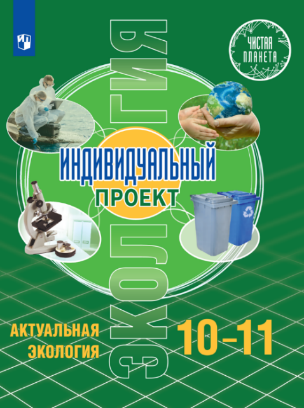 ЧИСТАЯ
ПЛАНЕТА
ЭКОЛОГИЯ
ИНДИВИДУАЛЬНЫЙ
ПРОЕКТ
АКТУАЛЬНАЯ
ЭКОЛОГИЯ
10-11